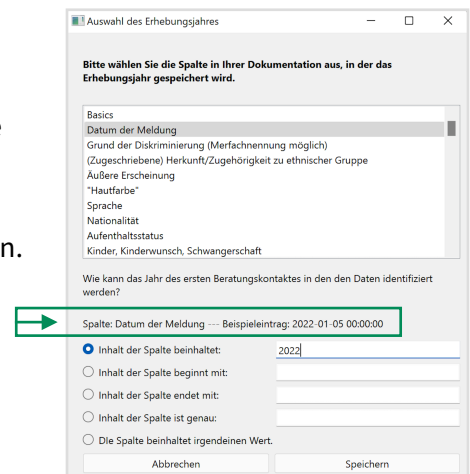 Auswahl des Erhebungsjahres
Bitte wählen Sie die Spalte in Ihrer Dokumentation aus, in der das
Erhebungsjahr gespeichert wird.
Basics
Datum der Meldung
Grund der Diskriminierung (Merfachnennung möglich)
(Zugeschriebene) Herkunft/Zugehörigkeit zu ethnischer Gruppe
Äußere Erscheinung
"Hautfarbe"
Sprache
Nationalität
Aufenthaltsstatus
Kinder, Kinderwunsch, Schwangerschaft
n.
Wie kann das Jahr des ersten Beratungskontaktes in den den Daten identifiziert
werden?
Spalte: Datum der Meldung --- Beispieleintrag: 2022-01-05 00:00:00
Inhalt der Spalte beinhaltet: 2022
Inhalt der Spalte beginnt mit:
Inhalt der Spalte endet mit:
Inhalt der Spalte ist genau:
DIe Spalte beinhaltet irgendeinen Wert.
Abbrechen Speichern